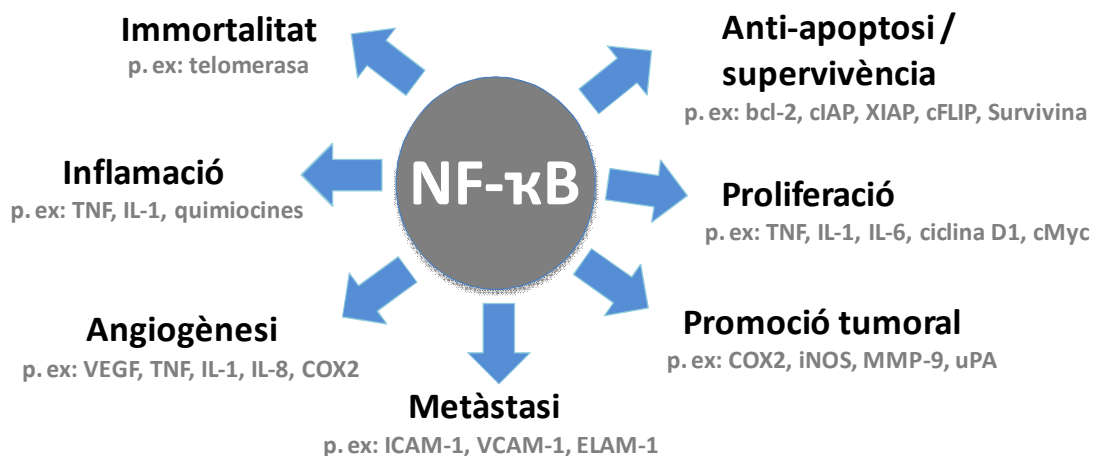 Immortalitat
p. ex: telomerasa
Anti-apoptosi /
supervivència
p. ex: bcl-2, cIAP, XIAP, cFLIP, Survivina
NF-κB
Inflamació
p. ex: TNF, IL-1, quimiocines
Proliferació
p. ex: TNF, IL-1, IL-6, ciclina D1, cMyc
Angiogènesi
p. ex: VEGF, TNF, IL-1, IL-8, COX2
Promoció tumoral
p. ex: COX2, iNOS, MMP-9, uPA
Metàstasi
p. ex: ICAM-1, VCAM-1, ELAM-1